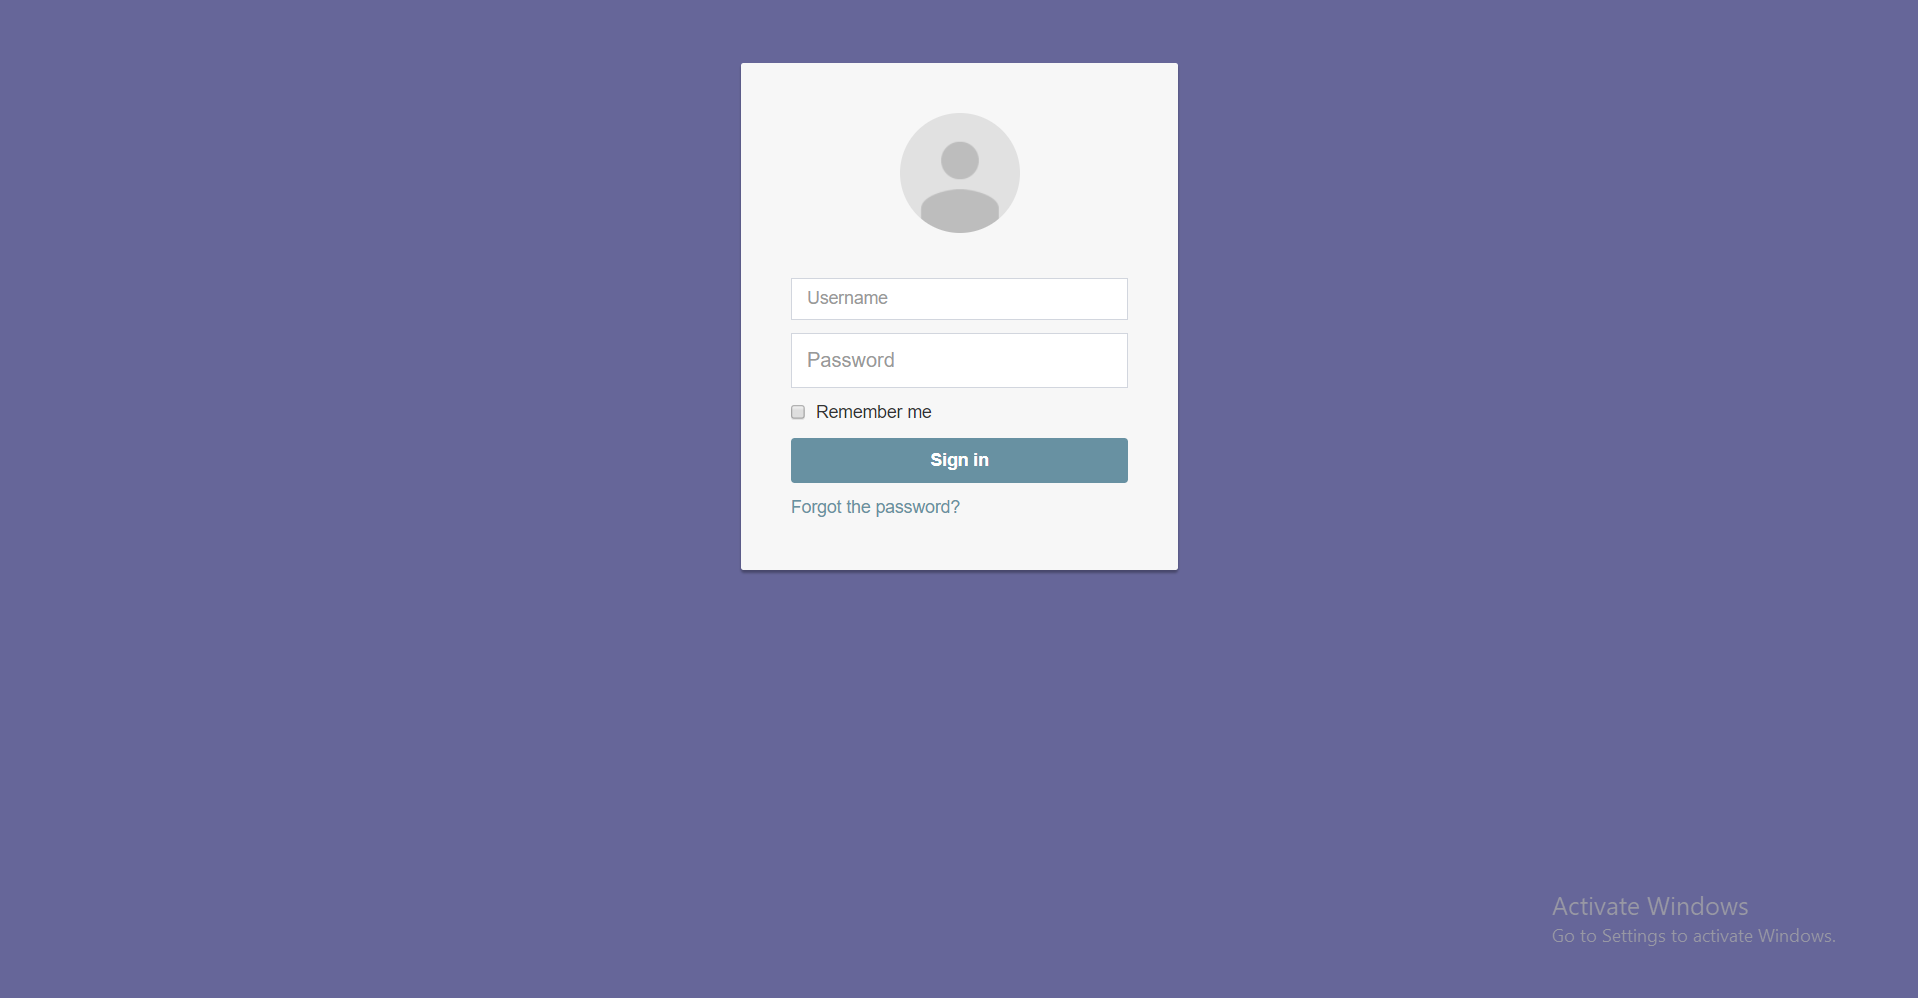 Username
Password
Remember me
Sign in
Forgot the password?
Activate Windows
Go to Settings to activate Windows.